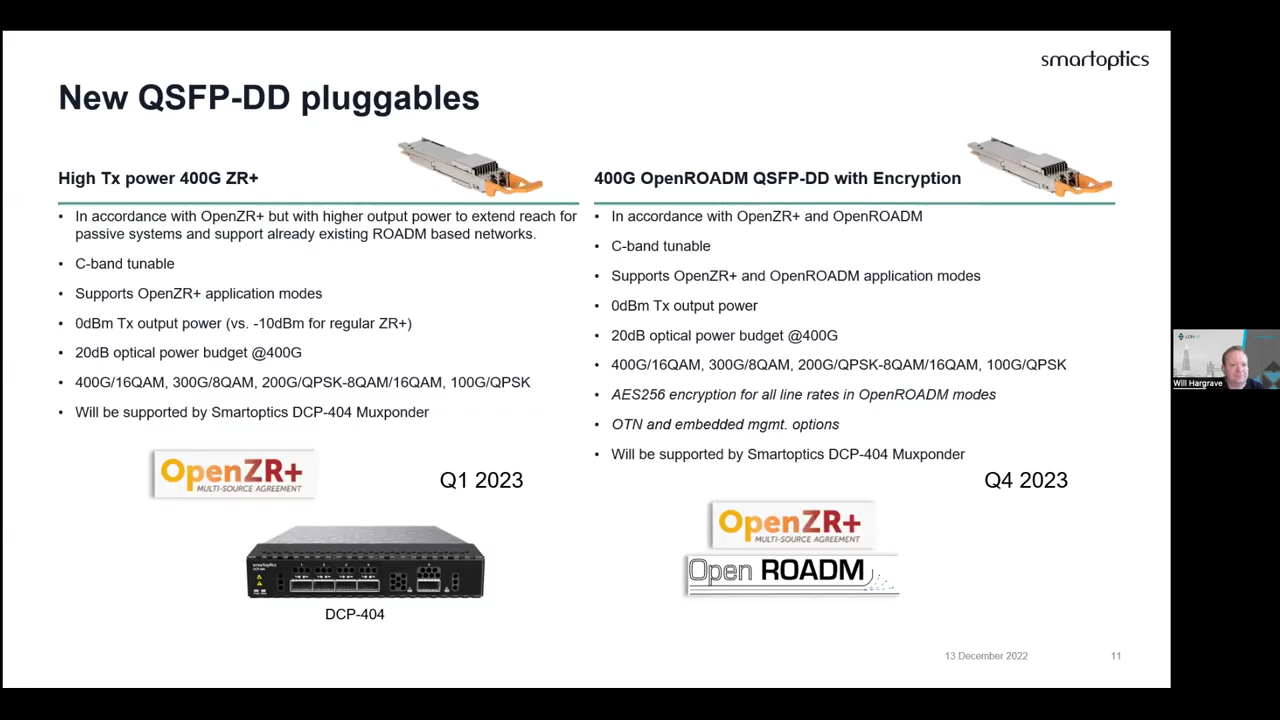 smartoptics
New QSFP-DD pluggables
High Tx power 400G ZR+
• In accordance with OpenZR+ but with higher output power to extend reach for
passive systems and support already existing ROADM based networks.
• C-band tunable
• Supports OpenZR+ application modes
• 0dBm Tx output power (vs. -10dBm for regular ZR+)
• 20dB optical power budget @400G
• 400G/16QAM, 300G/8QAM, 200G/QPSK-8QAM/16QAM, 100G/QPSK
• Will be supported by Smartoptics DCP-404 Muxponder
OpenZR+
MULTI-SOURCE AGREEMENT
Q1 2023
smartoptics
DCP-404
400G OpenROADM QSFP-DD with Encryption
• In accordance with OpenZR+ and OpenROADM
• C-band tunable
• Supports OpenZR+ and OpenROADM application modes
• 0dBm Tx output power
• 20dB optical power budget @400G
• 400G/16QAM, 300G/8QAM, 200G/QPSK-8QAM/16QAM, 100G/QPSK
• AES256 encryption for all line rates in OpenROADM modes
• OTN and embedded mgmt. options
• Will be supported by Smartoptics DCP-404 Muxponder
Q4 2023
OpenZR+
MULTI-SOURCE AGREEMENT
Open ROADM
13 December 2022
11
Will Hargrave